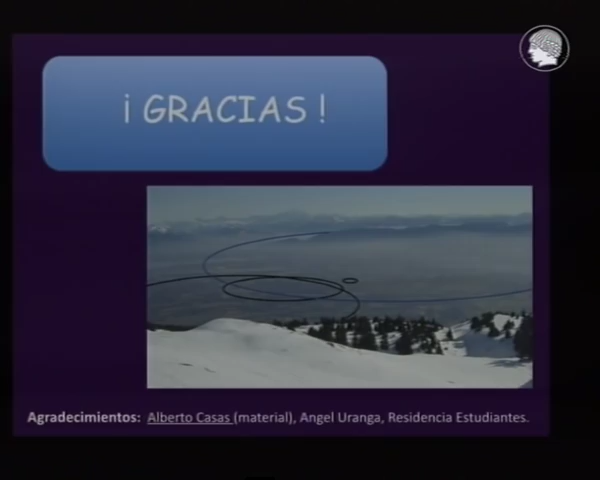 ¡ GRACIAS !
Agradecimientos: Alberto Casas (material), Angel Uranga, Residencia Estudiantes.